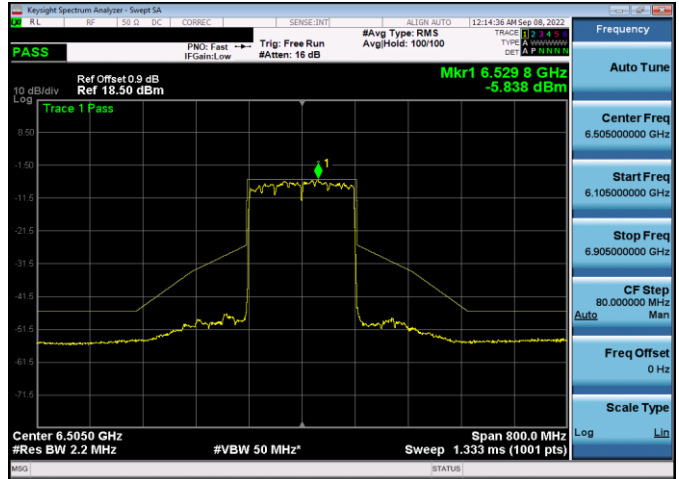 Keysight Spectrum Analyzer - Swept SA
RL RF 50 Ω DC CORREC SENSE:INT ALIGN AUTO 12:14:36 AM Sep 08, 2022
PASS
PNO: Fast
IFGain:Low
Trig: Free Run
#Atten: 16 dB
#Avg Type: RMS
Avg|Hold: 100/100
TRACE 1 2 3 4 5 6
TYPE A WWWWW
DET A P N N N N
Mkr1 6.529 8 GHz
-5.838 dBm
10 dB/div
Log
Ref Offset 0.9 dB
Ref 18.50 dBm
Trace 1 Pass
8.50
-1.50
-11.5
-21.5
-31.5
-41.5
-51.5
-61.5
-71.5
1
Center 6.5050 GHz
#Res BW 2.2 MHz
#VBW 50 MHz*
Span 800.0 MHz
Sweep 1.333 ms (1001 pts)
MSG
STATUS
Frequency
Auto Tune
Center Freq
6.505000000 GHz
Start Freq
6.105000000 GHz
Stop Freq
6.905000000 GHz
CF Step
80.000000 MHz
Auto Man
Freq Offset
0 Hz
Scale Type
Log Lin